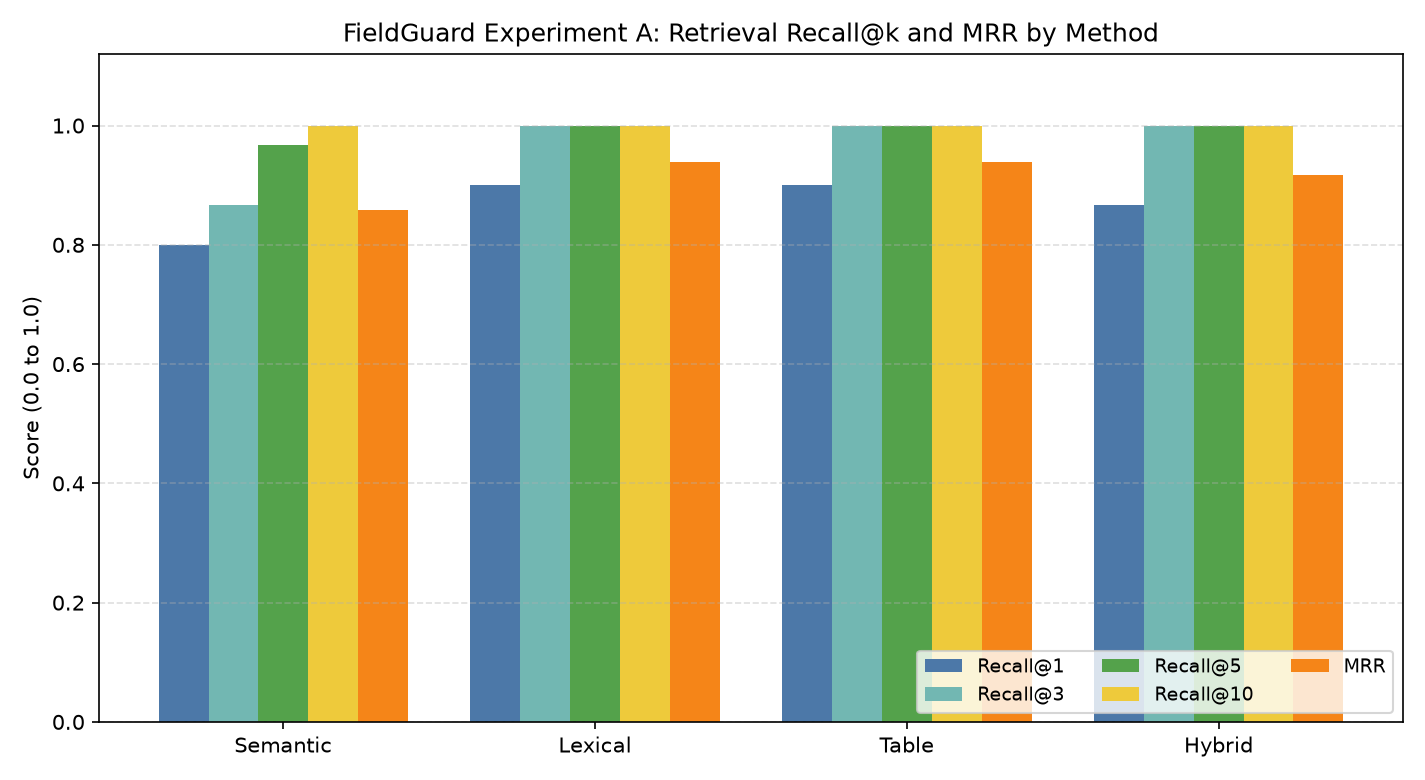 FieldGuard Experiment A: Retrieval Recall@k and MRR by Method
Score (0.0 to 1.0)
1.0
0.8
0.6
0.4
0.2
0.0
Semantic
Lexical
Table
Hybrid
Recall@1
Recall@3
Recall@5
Recall@10
MRR